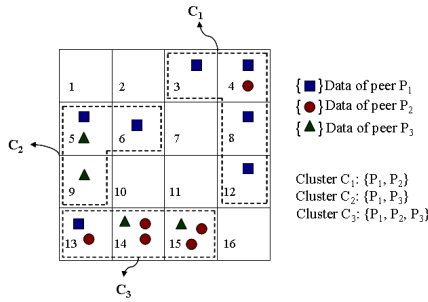 C1
1 2 3 4
{■}Data of peer P1
{●}Data of peer P2
{▲}Data of peer P3
5 6 7 8
C2
9 10 11 12
Cluster C1: {P1, P2}
Cluster C2: {P1, P3}
Cluster C3: {P1, P2, P3}
13 14 15 16
C3